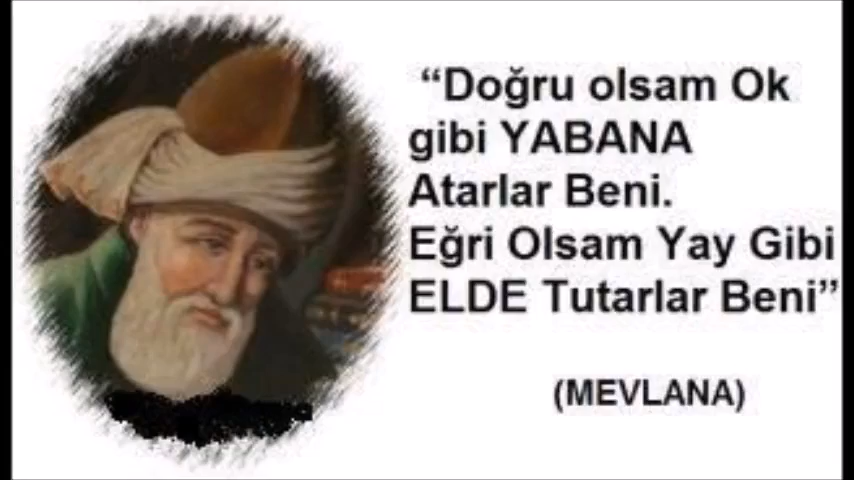 “Doğru olsam Ok
gibi YABANA
Atarlar Beni.
Eğri Olsam Yay Gibi
ELDE Tutarlar Beni”
(MEVLANA)